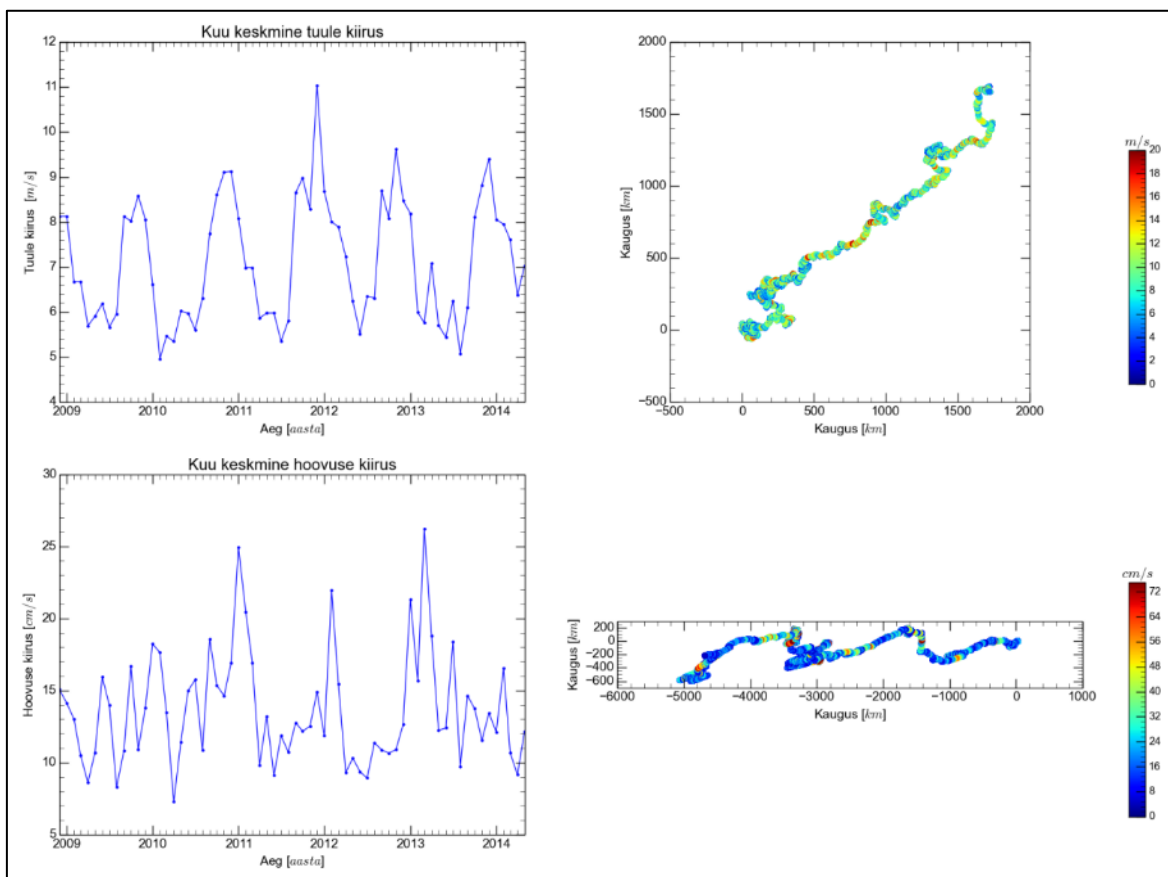 Kuu keskmine tuule kiirus
12
11
10
9
8
7
6
5
4
Tuule kiirus [m/s]
2009 2010 2011 2012 2013 2014
Aeg [aasta]
2000
1500
1000
500
0
−500
Kaugus [km]
−500 0 500 1000 1500 2000
Kaugus [km]
m/s
20
18
16
14
12
10
8
6
4
2
0
Kuu keskmine hoovuse kiirus
30
25
20
15
10
5
Hoovuse kiirus [cm/s]
2009 2010 2011 2012 2013 2014
Aeg [aasta]
200
0
−200
−400
−600
Kaugus [km]
−6000 −5000 −4000 −3000 −2000 −1000 0 1000
Kaugus [km]
cm/s
72
64
56
48
40
32
24
16
8
0